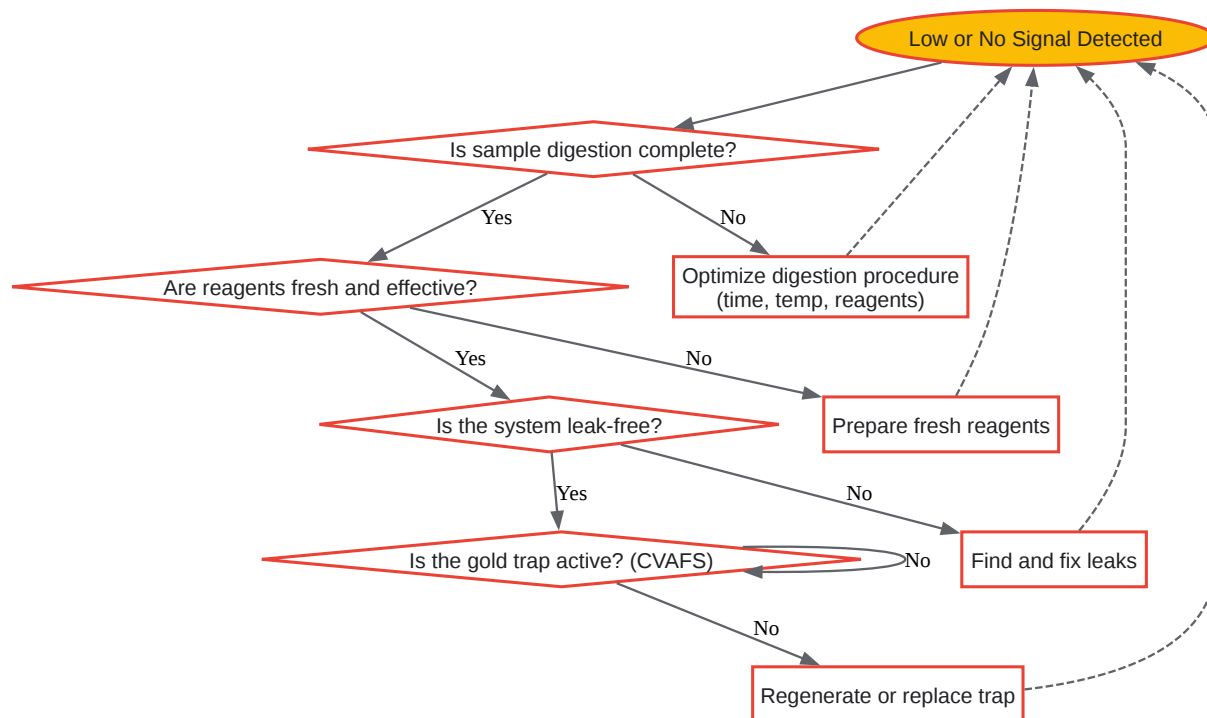 Low or No Signal Detected
Is sample digestion complete?
Yes
No
Are reagents fresh and effective?
Optimize digestion procedure
(time, temp, reagents)
Yes
No
Is the system leak-free?
Prepare fresh reagents
Yes
No
Is the gold trap active? (CVAFS)
No
Find and fix leaks
No
Regenerate or replace trap